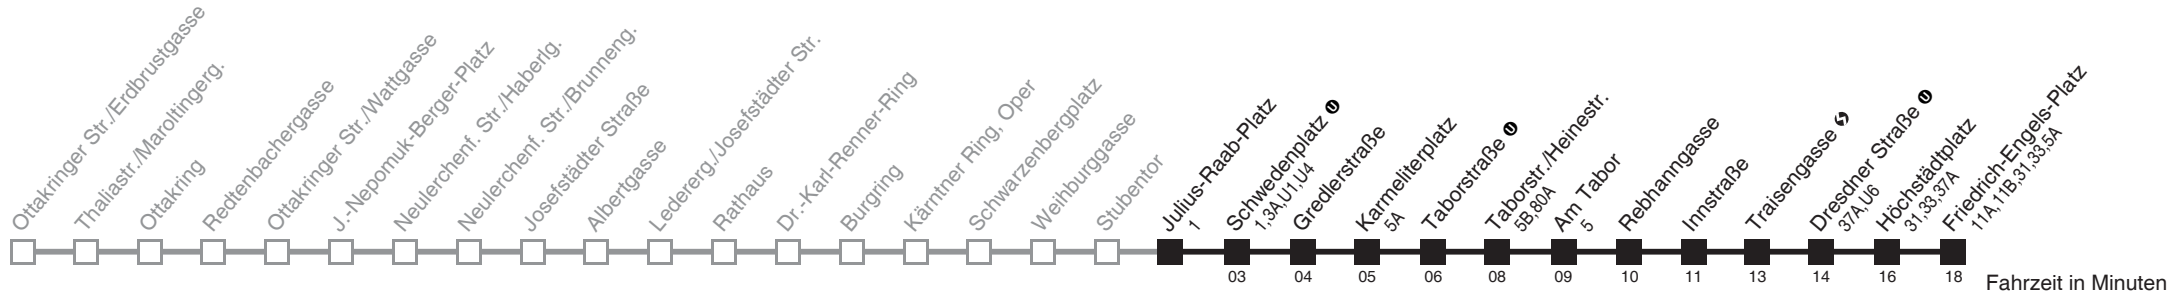 Ottakringer Str./Erdbrustgasse
Thaliastr./Maroltingerg.
Ottakring
Redtenbachergasse
Ottakringer Str./Wattgasse
J.-Nepomuk-Berger-Platz
Neulerchenf. Str./Haberlg.
Neulerchenf. Str./Brunneng.
Josefstädter Straße
Albertgasse
Ledererg./Josefstädter Str.
Rathaus
Dr.-Karl-Renner-Ring
Burgring
Kärntner Ring, Oper
Schwarzenbergplatz
Weihburggasse
Stubentor
Julius-Raab-Platz
1
Schwedenplatz U
1,3A,U1,U4
Gredlerstraße
Karmeliterplatz
5A
Taborstraße U
Taborstr./Heinestr.
5B,80A
Am Tabor
5
Rebhanngasse
Innstraße
Traisengasse S
Dresdner Straße U
37A,U6
Höchstädtplatz
31,33,37A
Friedrich-Engels-Platz
11A,11B,31,33,5A
03 04 05 06 08 09 10 11 13 14 16 18 Fahrzeit in Minuten